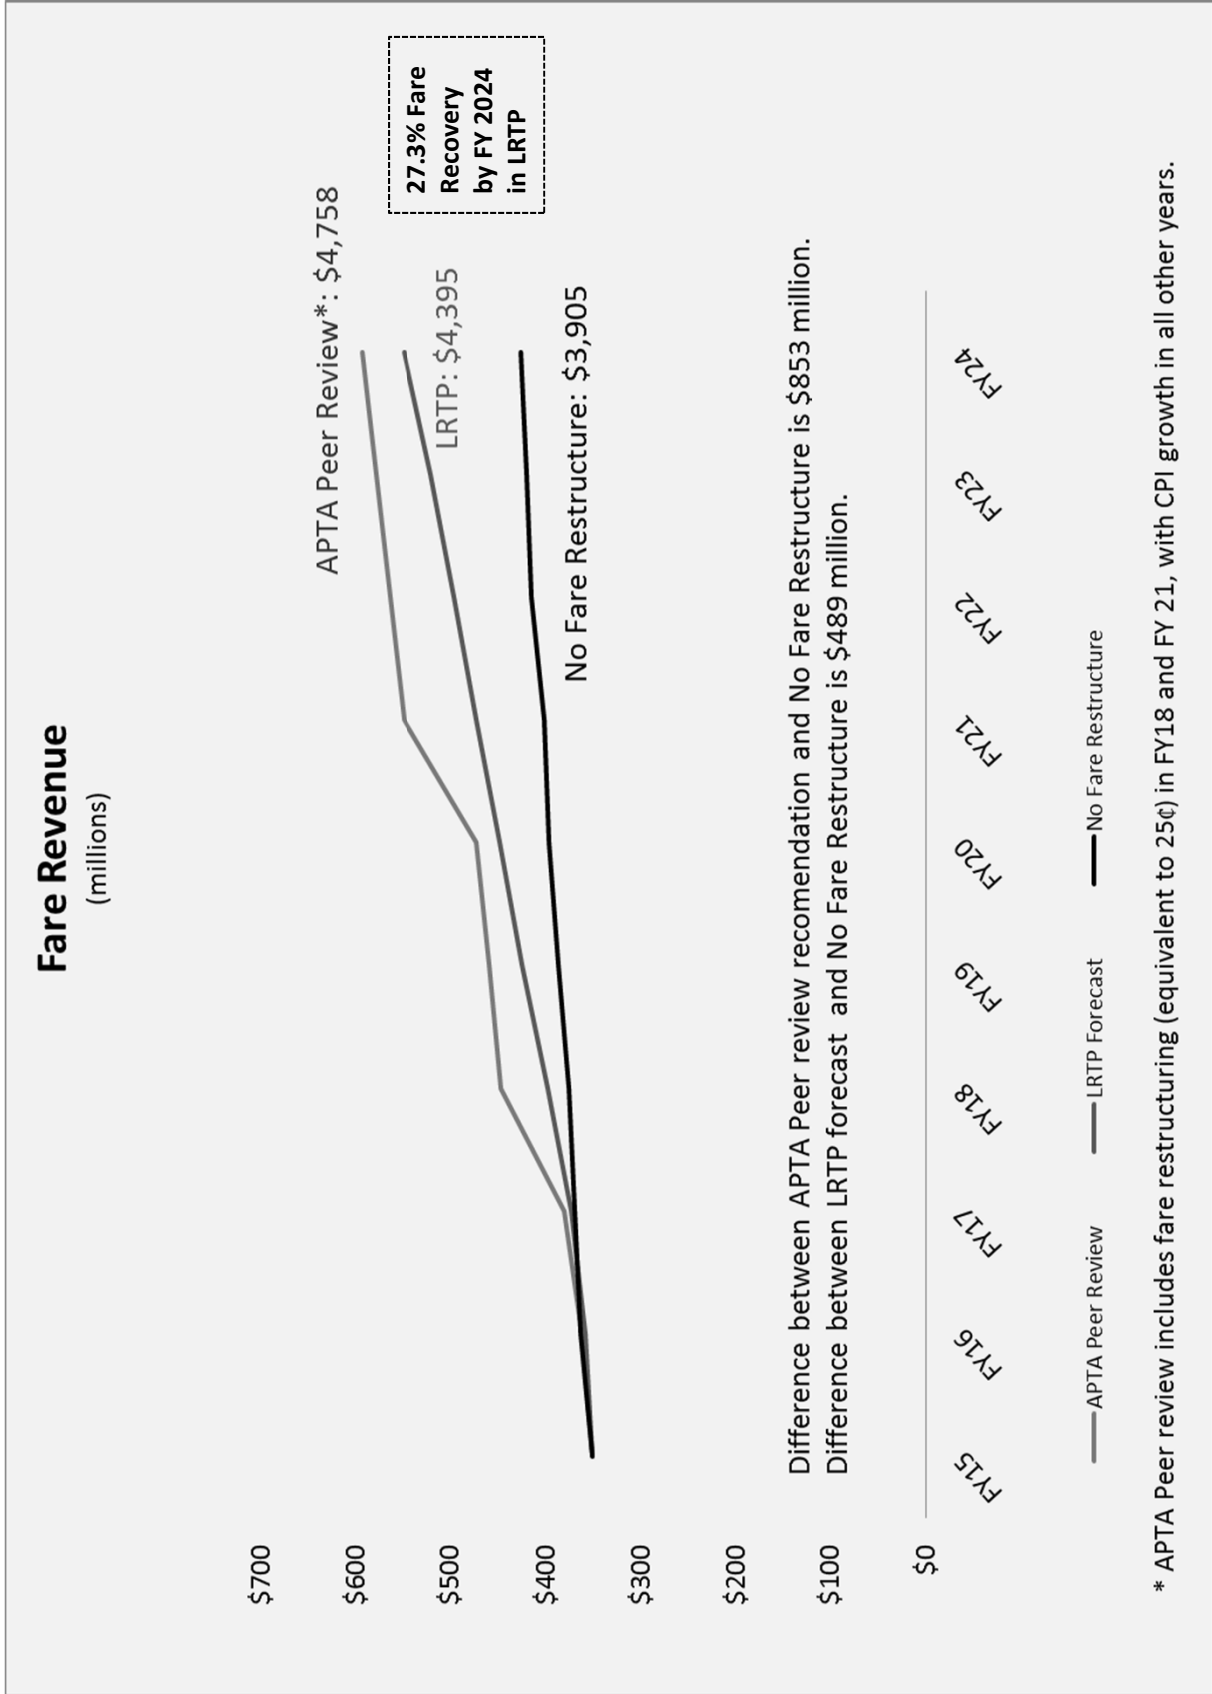 Fare Revenue
(millions)
$700
$600
$500
$400
$300
$200
$100
$0
APTA Peer Review*: $4,758
LRTP: $4,395
No Fare Restructure: $3,905
27.3% Fare
Recovery
by FY 2024
in LRTP
Difference between APTA Peer review recomendation and No Fare Restructure is $853 million.
Difference between LRTP forecast and No Fare Restructure is $489 million.
FY15 FY16 FY17 FY18 FY19 FY20 FY21 FY22 FY23 FY24
APTA Peer Review LRTP Forecast No Fare Restructure
* APTA Peer review includes fare restructuring (equivalent to 25¢) in FY18 and FY 21, with CPI growth in all other years.